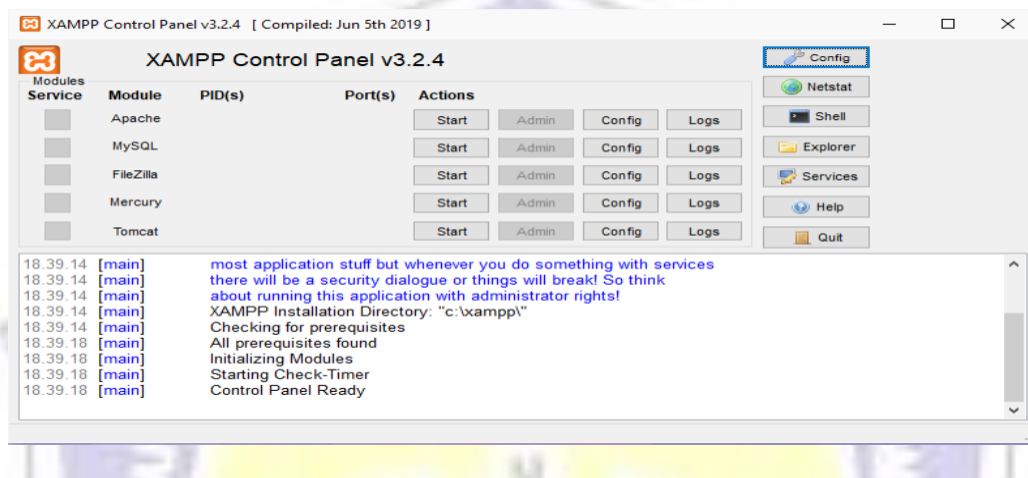 XAMPP Control Panel v3.2.4 [ Compiled: Jun 5th 2019 ]
XAMPP Control Panel v3.2.4
Config
Modules
Service Module PID(s) Port(s) Actions
Netstat
Apache Start Admin Config Logs
Shell
MySQL Start Admin Config Logs
Explorer
FileZilla Start Admin Config Logs
Services
Mercury Start Admin Config Logs
Help
Tomcat Start Admin Config Logs
Quit
18.39.14 [main] most application stuff but whenever you do something with services
18.39.14 [main] there will be a security dialogue or things will break! So think
18.39.14 [main] about running this application with administrator rights!
18.39.14 [main] XAMPP Installation Directory: "c:\xampp\"
18.39.14 [main] Checking for prerequisites
18.39.18 [main] All prerequisites found
18.39.18 [main] Initializing Modules
18.39.18 [main] Starting Check-Timer
18.39.18 [main] Control Panel Ready